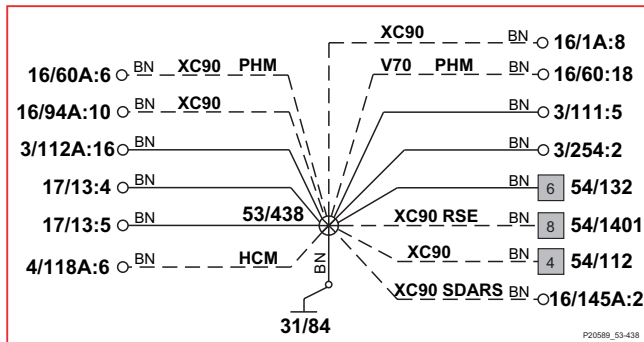 XC90 BN 16/1A:8
16/60A:6 BN XC90 PHM V70 PHM BN 16/60:18
16/94A:10 BN XC90 BN 3/111:5
3/112A:16 BN BN 3/254:2
17/13:4 BN BN 6 54/132
17/13:5 BN 53/438 XC90 RSE BN 8 54/1401
4/118A:6 BN HCM BN XC90 BN 4 54/112
XC90 SDARS BN 16/145A:2
31/84
P20589_53-438